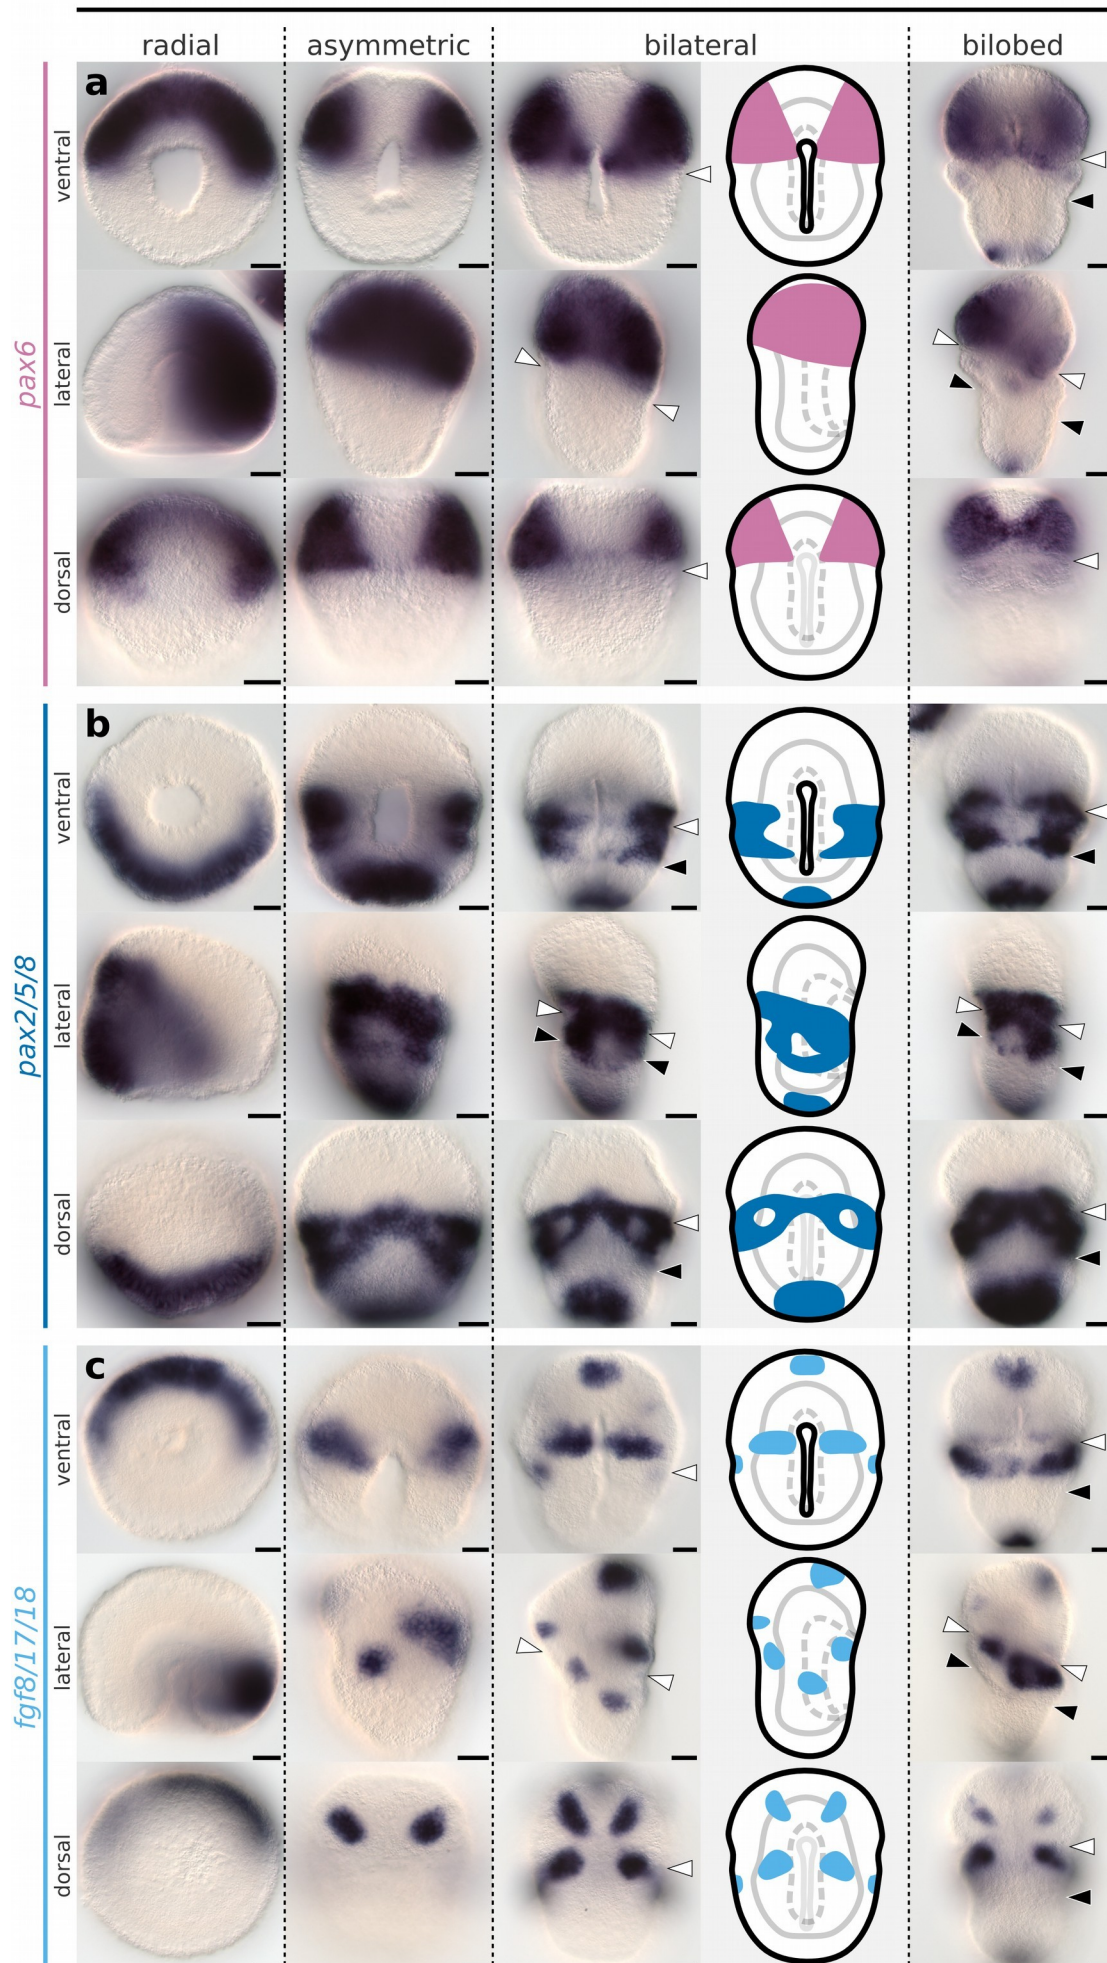 radial asymmetric bilateral bilobed
a
pax6
ventral
lateral
dorsal
b
pax2/5/8
ventral
lateral
dorsal
c
fgf8/17/18
ventral
lateral
dorsal